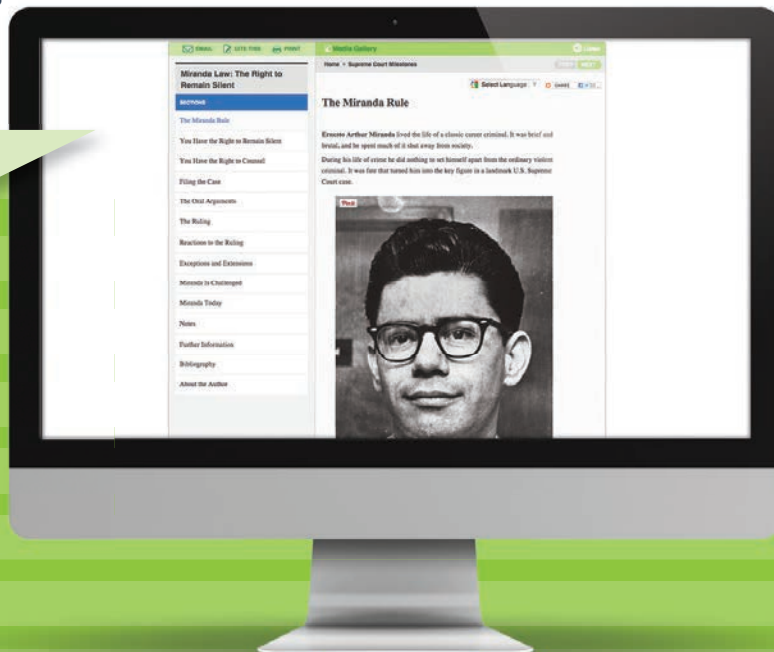 EMAIL
CITE THIS
PRINT
Miranda Law: The Right to
Remain Silent
SECTIONS
The Miranda Rule
You Have the Right to Remain Silent
You Have the Right to Counsel
Filing the Case
The Oral Arguments
The Ruling
Reactions to the Ruling
Exceptions and Extensions
Miranda Is Challenged
Miranda Today
Notes
Further Information
Bibliography
About the Author
Media Gallery
Home > Supreme Court Milestones
NEXT
Select Language
SHARE
The Miranda Rule
Ernesto Arthur Miranda lived the life of a classic career criminal. It was brief and
brutal, and he spent much of it shut away from society.
During his life of crime he did nothing to set himself apart from the ordinary violent
criminal. It was fate that turned him into the key figure in a landmark U.S. Supreme
Court case.
Pin it